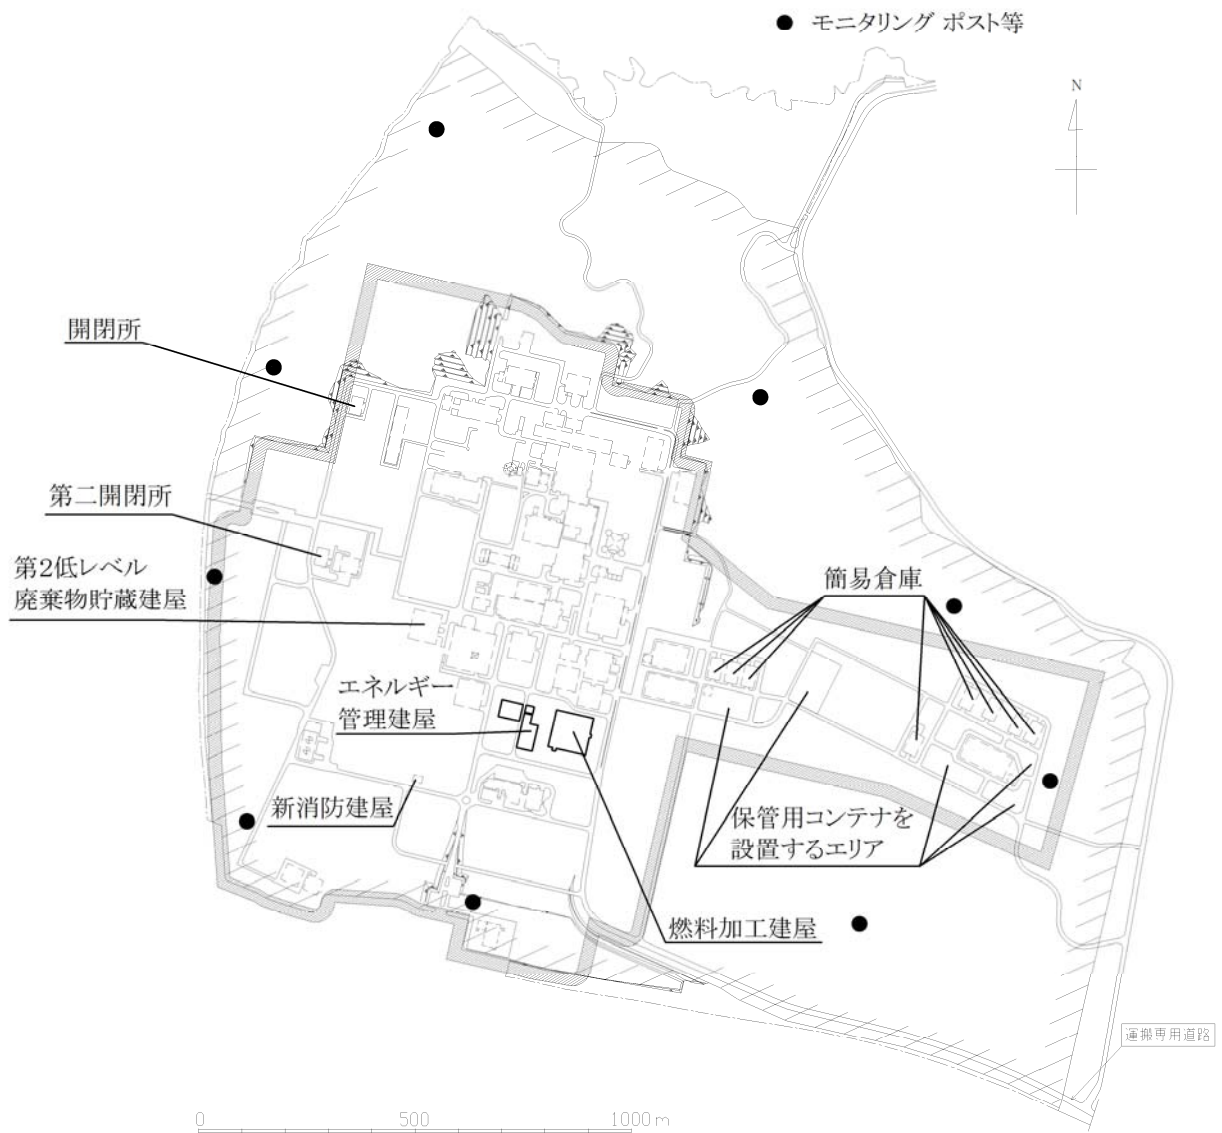 ● モニタリング ポスト等
N
開閉所
第二開閉所
第2低レベル
廃棄物貯蔵建屋
簡易倉庫
エネルギー
管理建屋
新消防建屋
保管用コンテナを
設置するエリア
燃料加工建屋
運搬専用道路
0 500 1000m